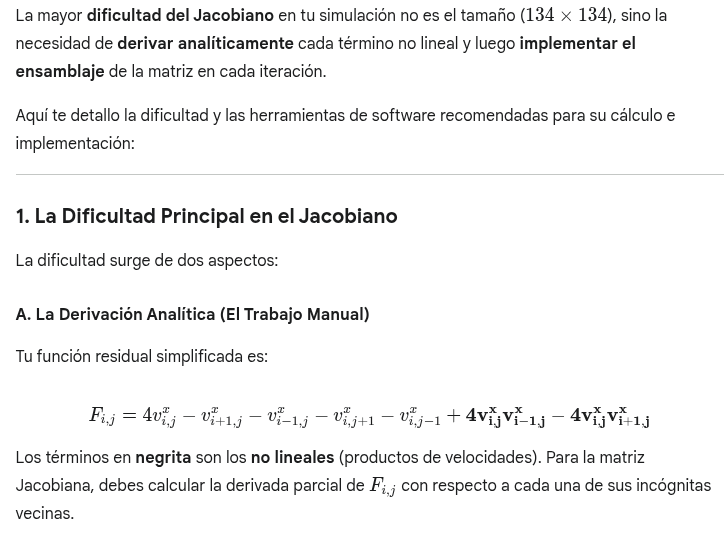 La mayor dificultad del Jacobiano en tu simulación no es el tamaño (134 × 134), sino la
necesidad de derivar analíticamente cada término no lineal y luego implementar el
ensamblaje de la matriz en cada iteración.
Aquí te detallo la dificultad y las herramientas de software recomendadas para su cálculo e
implementación:
1. La Dificultad Principal en el Jacobiano
La dificultad surge de dos aspectos:
A. La Derivación Analítica (El Trabajo Manual)
Tu función residual simplificada es:
F_{i,j} = 4v^x_{i,j} − v^x_{i+1,j} − v^x_{i−1,j} − v^x_{i,j+1} − v^x_{i,j−1} + 4v^x_{i,j}v^x_{i−1,j} − 4v^x_{i,j}v^x_{i+1,j}
Los términos en negrita son los no lineales (productos de velocidades). Para la matriz
Jacobiana, debes calcular la derivada parcial de F_{i,j} con respecto a cada una de sus incógnitas
vecinas.